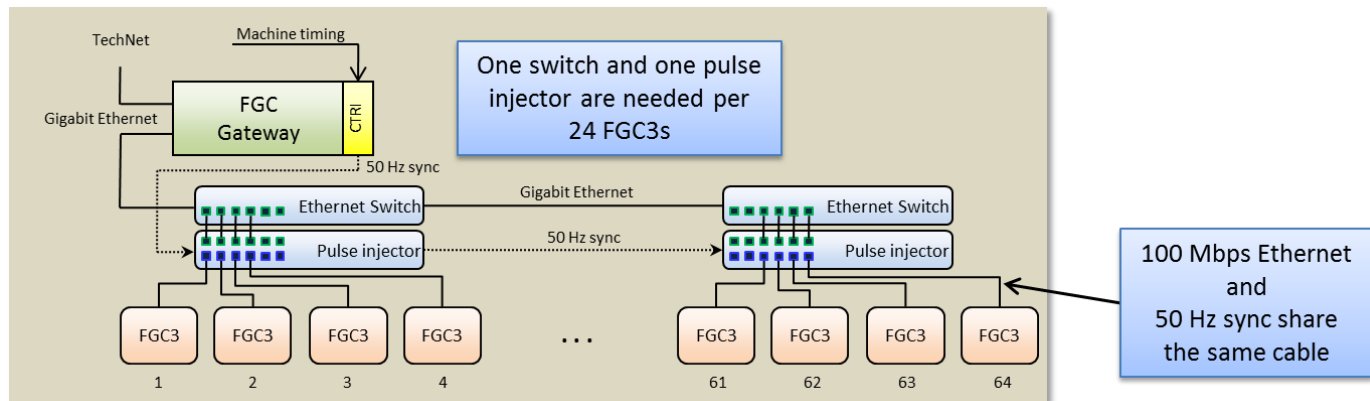 TechNet
Machine timing
FGC
Gateway
CTRI
Gigabit Ethernet
50 Hz sync
One switch and one pulse
injector are needed per
24 FGC3s
Ethernet Switch
Gigabit Ethernet
Ethernet Switch
Pulse injector
50 Hz sync
Pulse injector
100 Mbps Ethernet
and
50 Hz sync share
the same cable
FGC3
FGC3
FGC3
FGC3
...
FGC3
FGC3
FGC3
FGC3
1
2
3
4
61
62
63
64